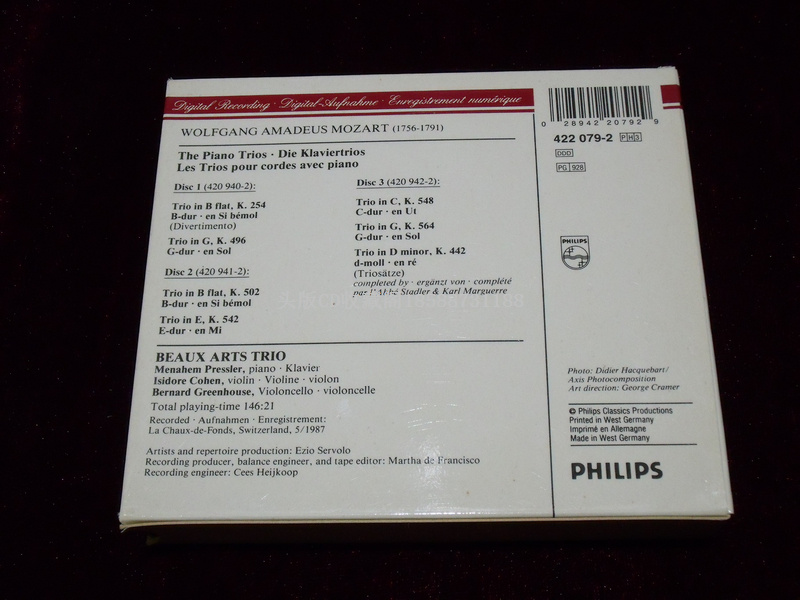 Digital Recording · Digital-Aufnahme · Enregistrement numérique
WOLFGANG AMADEUS MOZART (1756-1791)
The Piano Trios · Die Klaviertrios
Les Trios pour cordes avec piano
Disc 1 (420 940-2):
Trio in B flat, K. 254
B-dur · en Si bémol
(Divertimento)
Trio in G, K. 496
G-dur · en Sol
Disc 2 (420 941-2):
Trio in B flat, K. 502
B-dur · en Si bémol
Trio in E, K. 542
E-dur · en Mi
Disc 3 (420 942-2):
Trio in C, K. 548
C-dur · en Ut
Trio in G, K. 564
G-dur · en Sol
Trio in D minor, K. 442
d-moll · en ré
(Triosätze)
completed by · ergänzt von · complété
par l'Abbé Stadler & Karl Marguerre
BEAUX ARTS TRIO
Menahem Pressler, piano · Klavier
Isidore Cohen, violin · Violine · violon
Bernard Greenhouse, Violoncello · violoncelle
Total playing-time 146:21
Recorded · Aufnahmen · Enregistrement:
La Chaux-de-Fonds, Switzerland, 5/1987
Artists and repertoire production: Ezio Servolo
Recording producer, balance engineer, and tape editor: Martha de Francisco
Recording engineer: Cees Heijkoop
0 28942 20792 9
422 079-2 PH3
DDD
PG 928
PHILIPS
Photo: Didier Hacquebart/
Axis Photocomposition
Art direction: George Cramer
© Philips Classics Productions
Printed in West Germany
Imprimé en Allemagne
Made in West Germany
PHILIPS